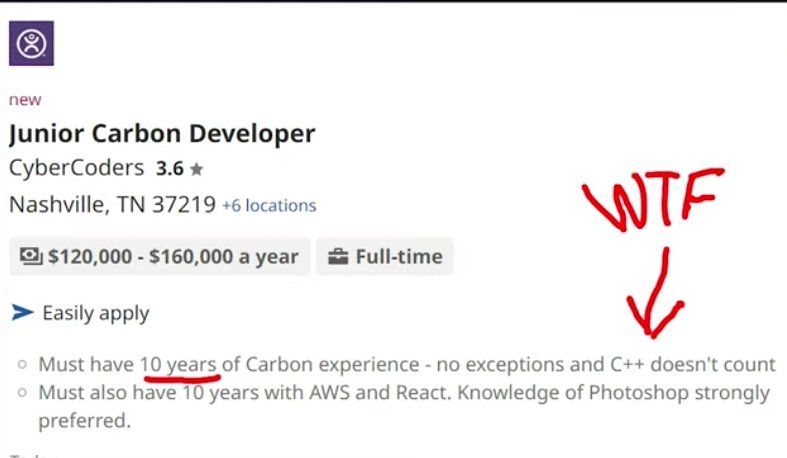 new
Junior Carbon Developer
CyberCoders 3.6 ★
Nashville, TN 37219 +6 locations
WTF
$120,000 - $160,000 a year Full-time
Easily apply
Must have 10 years of Carbon experience - no exceptions and C++ doesn't count
Must also have 10 years with AWS and React. Knowledge of Photoshop strongly
preferred.